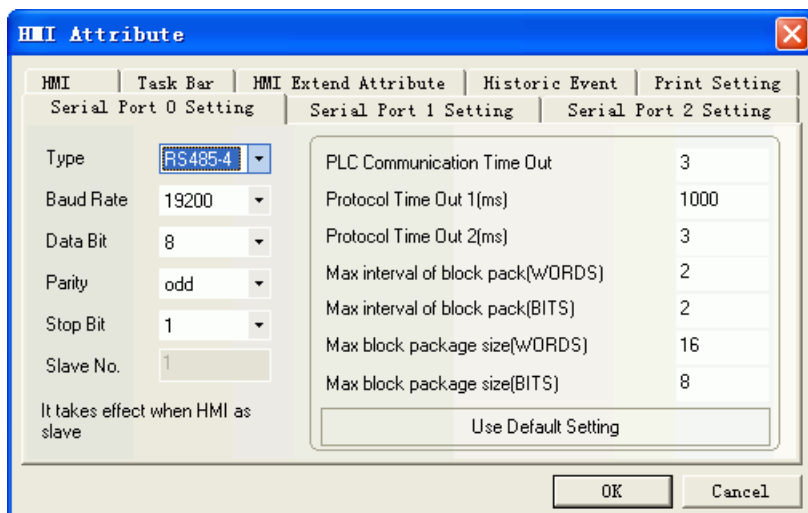 HMI Attribute
HMI
Task Bar
HMI Extend Attribute
Historic Event
Print Setting
Serial Port 0 Setting
Serial Port 1 Setting
Serial Port 2 Setting
Type
RS485-4
Baud Rate
19200
Data Bit
8
Parity
odd
Stop Bit
1
Slave No.
1
It takes effect when HMI as
slave
PLC Communication Time Out
3
Protocol Time Out 1(ms)
1000
Protocol Time Out 2(ms)
3
Max interval of block pack(WORDS)
2
Max interval of block pack(BITS)
2
Max block package size(WORDS)
16
Max block package size(BITS)
8
Use Default Setting
OK
Cancel